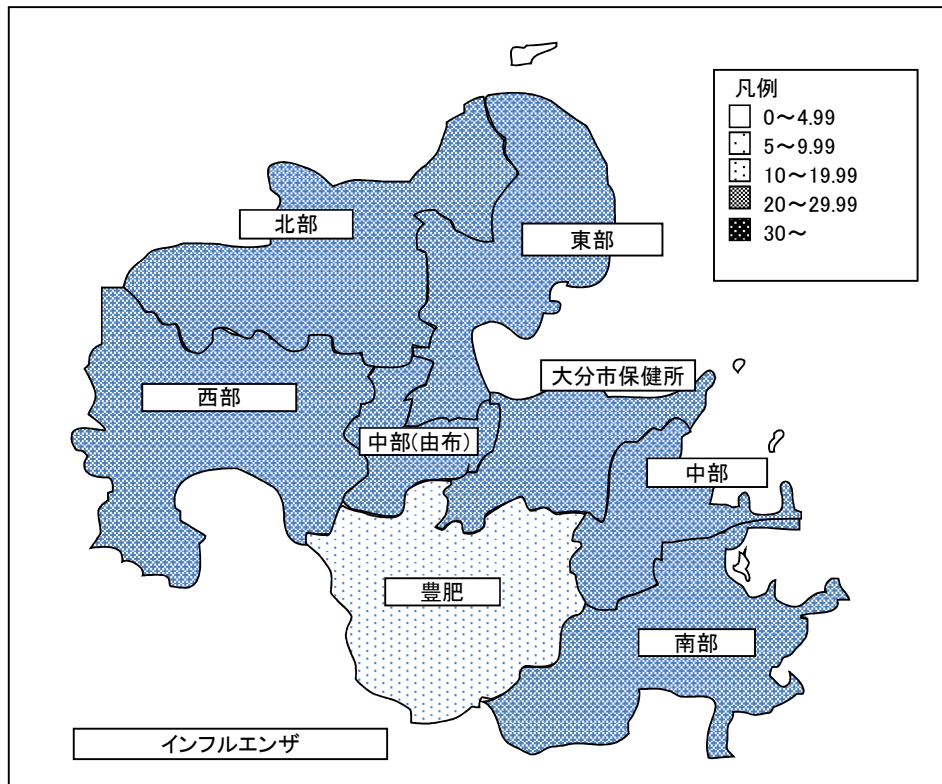 凡例
0～4.99
5～9.99
10～19.99
20～29.99
30～
北部
東部
大分市保健所
西部
中部(由布)
中部
豊肥
南部
インフルエンザ